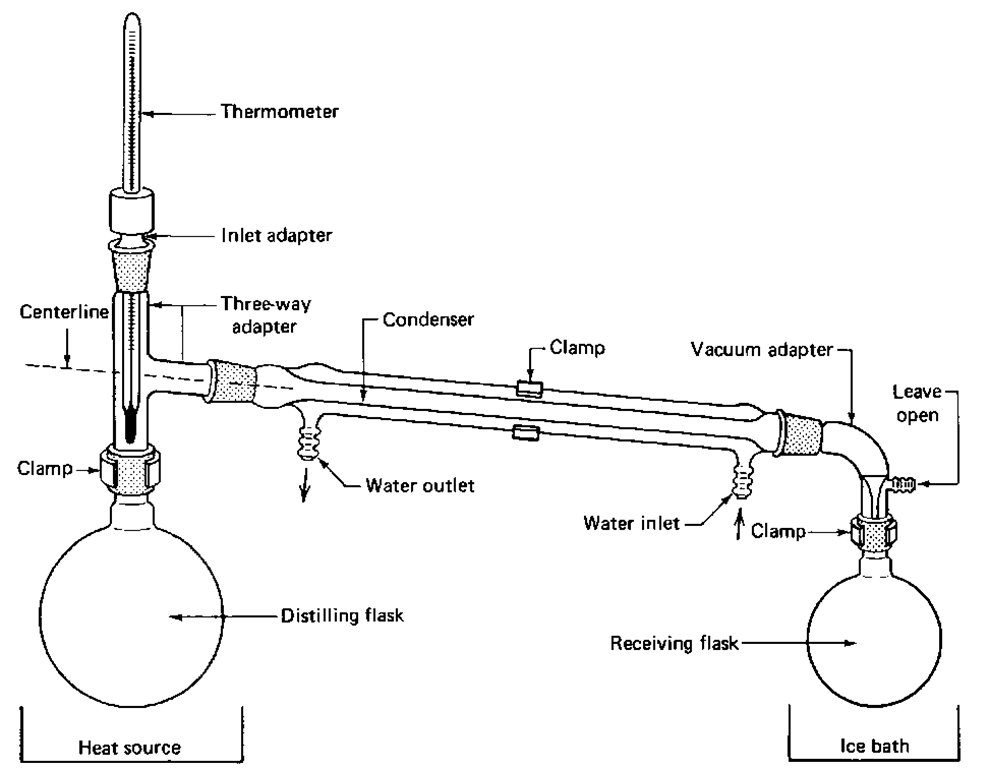 Thermometer
Inlet adapter
Centerline
Three-way
adapter
Condenser
Clamp
Vacuum adapter
Leave
open
Clamp
Water outlet
Water inlet
Clamp
Distilling flask
Receiving flask
Heat source
Ice bath